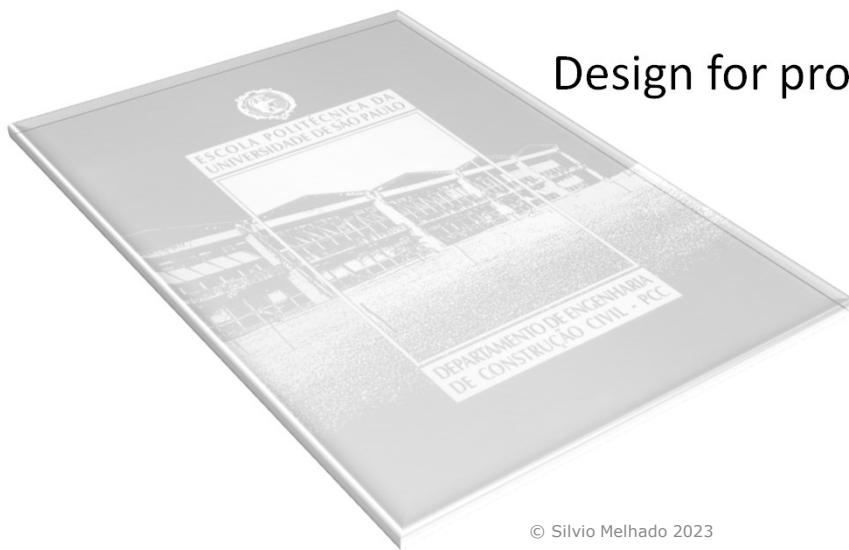 Design for pro
ESCOLA POLITÉCNICA DA
UNIVERSIDADE DE SÃO PAULO
DEPARTAMENTO DE ENGENHARIA
DE CONSTRUÇÃO CIVIL - PCC
© Silvio Melhado 2023